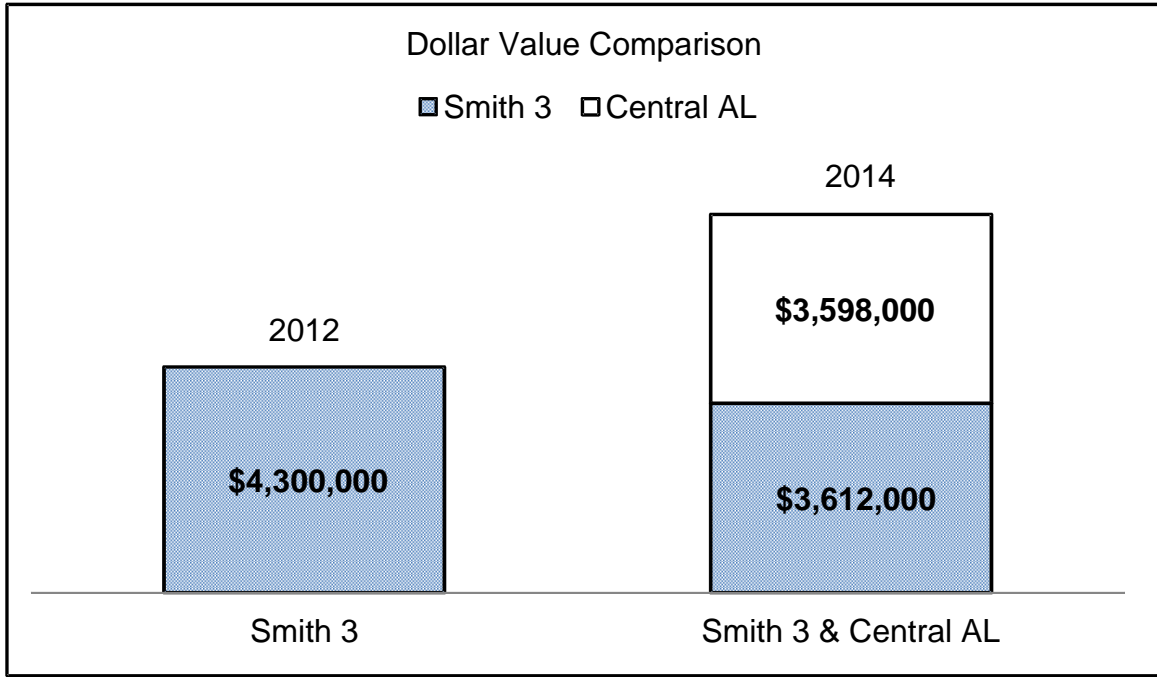 Dollar Value Comparison
Smith 3 Central AL
2014
$3,598,000
2012
$4,300,000
$3,612,000
Smith 3
Smith 3 & Central AL